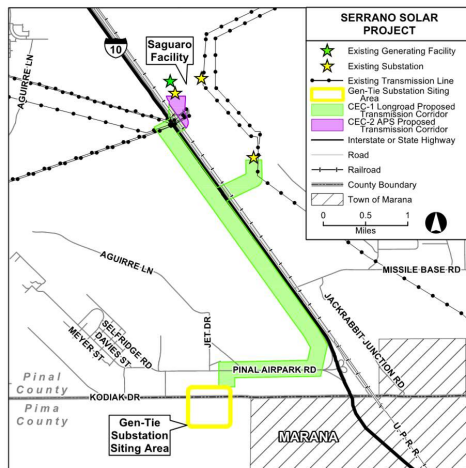 SERRANO SOLAR
PROJECT
Existing Generating Facility
Existing Substation
Existing Transmission Line
Gen-Tie Substation Siting
Area
CEC-1 Longroad Proposed
Transmission Corridor
CEC-2 APS Proposed
Transmission Corridor
Interstate or State Highway
Road
Railroad
County Boundary
Town of Marana
0 0.5 1
Miles
10
Saguaro
Facility
AGUIRRE LN
AGUIRRE LN
MISSILE BASE RD
JACKRABBIT JUNCTION RD
JET DR
SELFRIDGE RD
DAVIES ST
MEYER ST
PINAL AIRPARK RD
Pinal
County
KODIAK DR
Pima
County
U.P.R.R.
MARANA
Gen-Tie
Substation
Siting Area